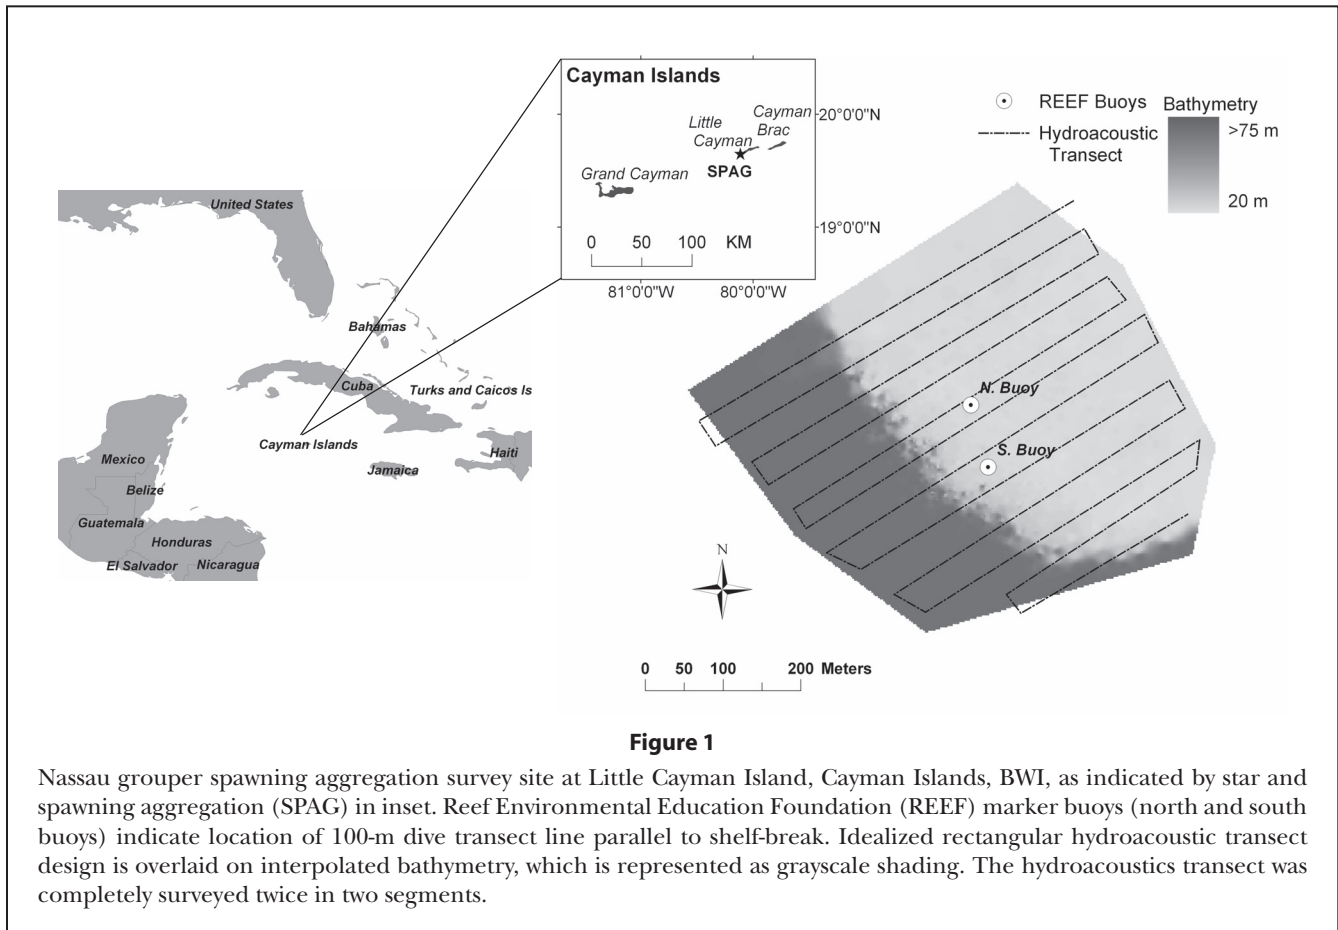 Cayman Islands
Cayman
Brac
Little
Cayman
SPAG
Grand Cayman
0 50 100 KM
20°0'0"N
19°0'0"N
81°0'0"W 80°0'0"W
REEF Buoys
Hydroacoustic
Transect
Bathymetry
>75 m
20 m
United States
Bahamas
Cuba
Turks and Caicos Is
Cayman Islands
Haiti
Jamaica
Mexico
Belize
Guatemala
Honduras
El Salvador
Nicaragua
N. Buoy
S. Buoy
N
0 50 100 200 Meters
Figure 1
Nassau grouper spawning aggregation survey site at Little Cayman Island, Cayman Islands, BWI, as indicated by star and
spawning aggregation (SPAG) in inset. Reef Environmental Education Foundation (REEF) marker buoys (north and south
buoys) indicate location of 100-m dive transect line parallel to shelf-break. Idealized rectangular hydroacoustic transect
design is overlaid on interpolated bathymetry, which is represented as grayscale shading. The hydroacoustics transect was
completely surveyed twice in two segments.